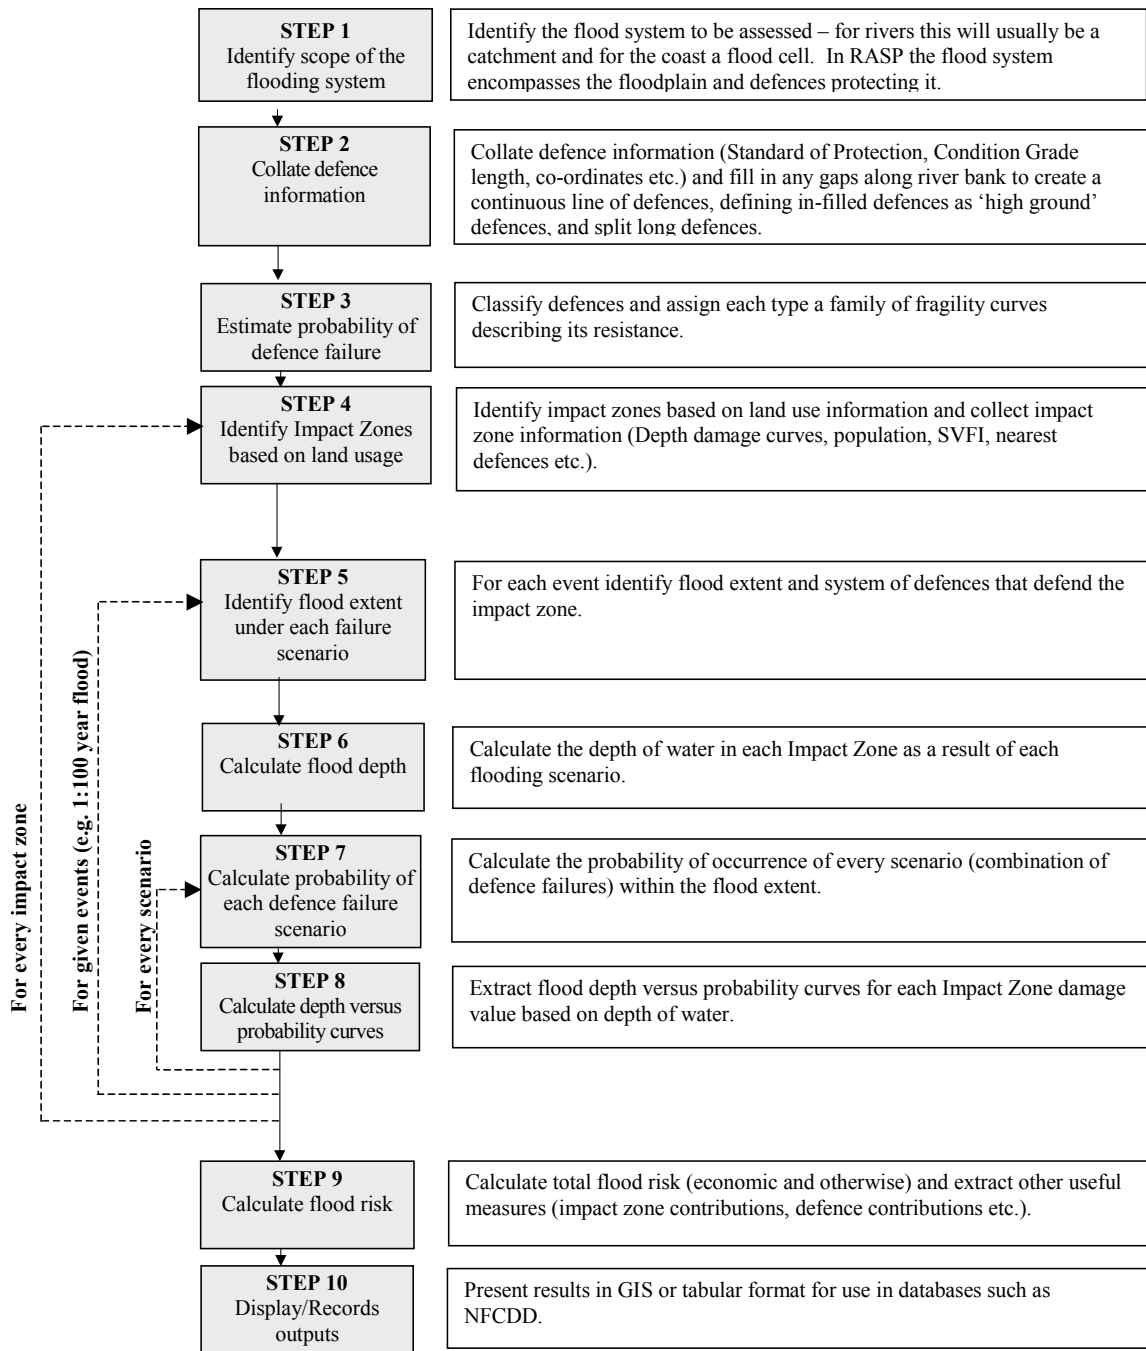 STEP 1
Identify scope of the
flooding system
Identify the flood system to be assessed – for rivers this will usually be a
catchment and for the coast a flood cell.  In RASP the flood system
encompasses the floodplain and defences protecting it.
STEP 2
Collate defence
information
Collate defence information (Standard of Protection, Condition Grade
length, co-ordinates etc.) and fill in any gaps along river bank to create a
continuous line of defences, defining in-filled defences as ‘high ground’
defences, and split long defences.
STEP 3
Estimate probability of
defence failure
Classify defences and assign each type a family of fragility curves
describing its resistance.
STEP 4
Identify Impact Zones
based on land usage
Identify impact zones based on land use information and collect impact
zone information (Depth damage curves, population, SVFI, nearest
defences etc.).
STEP 5
Identify flood extent
under each failure
scenario
For each event identify flood extent and system of defences that defend the
impact zone.
STEP 6
Calculate flood depth
Calculate the depth of water in each Impact Zone as a result of each
flooding scenario.
STEP 7
Calculate probability of
each defence failure
scenario
Calculate the probability of occurrence of every scenario (combination of
defence failures) within the flood extent.
STEP 8
Calculate depth versus
probability curves
Extract flood depth versus probability curves for each Impact Zone damage
value based on depth of water.
For every impact zone
For given events (e.g. 1:100 year flood)
For every scenario
STEP 9
Calculate flood risk
Calculate total flood risk (economic and otherwise) and extract other useful
measures (impact zone contributions, defence contributions etc.).
STEP 10
Display/Records
outputs
Present results in GIS or tabular format for use in databases such as
NFCDD.